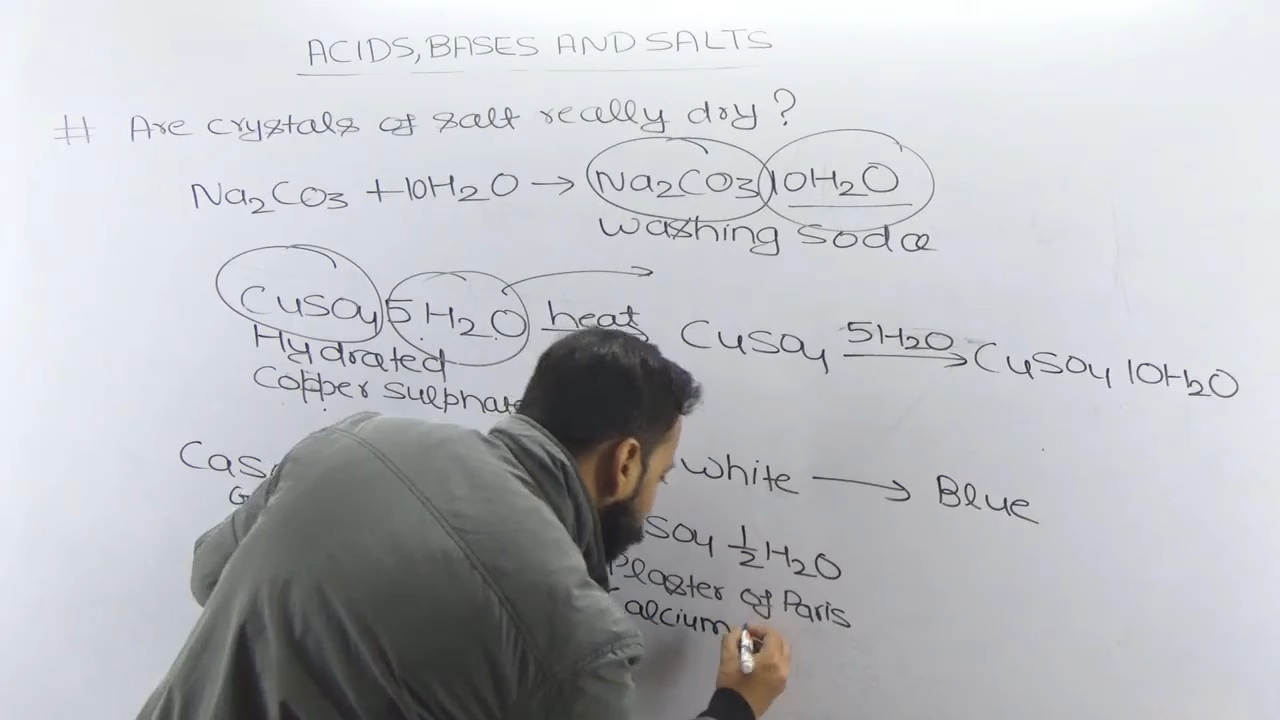 ACIDS, BASES AND SALTS
# Are crystals of salt really dry?
Na2CO3 + 10H2O → Na2CO3 10H2O
washing soda
CuSO4 5H2O heat CuSO4 5H2O → CuSO4 10H2O
Hydrated
Copper sulphate
white → Blue
SO4 1/2 H2O
Plaster of Paris
alcium